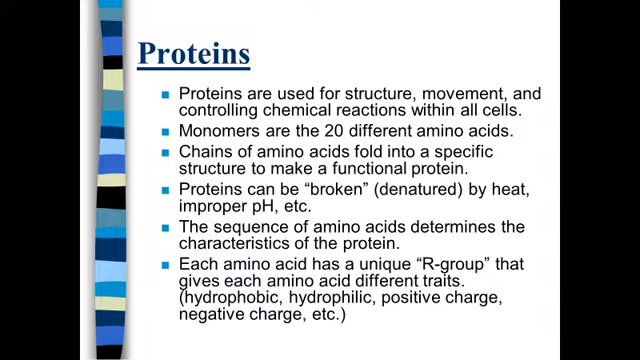 Proteins
Proteins are used for structure, movement, and
controlling chemical reactions within all cells.
Monomers are the 20 different amino acids.
Chains of amino acids fold into a specific
structure to make a functional protein.
Proteins can be “broken” (denatured) by heat,
improper pH, etc.
The sequence of amino acids determines the
characteristics of the protein.
Each amino acid has a unique “R-group” that
gives each amino acid different traits.
(hydrophobic, hydrophilic, positive charge,
negative charge, etc.)